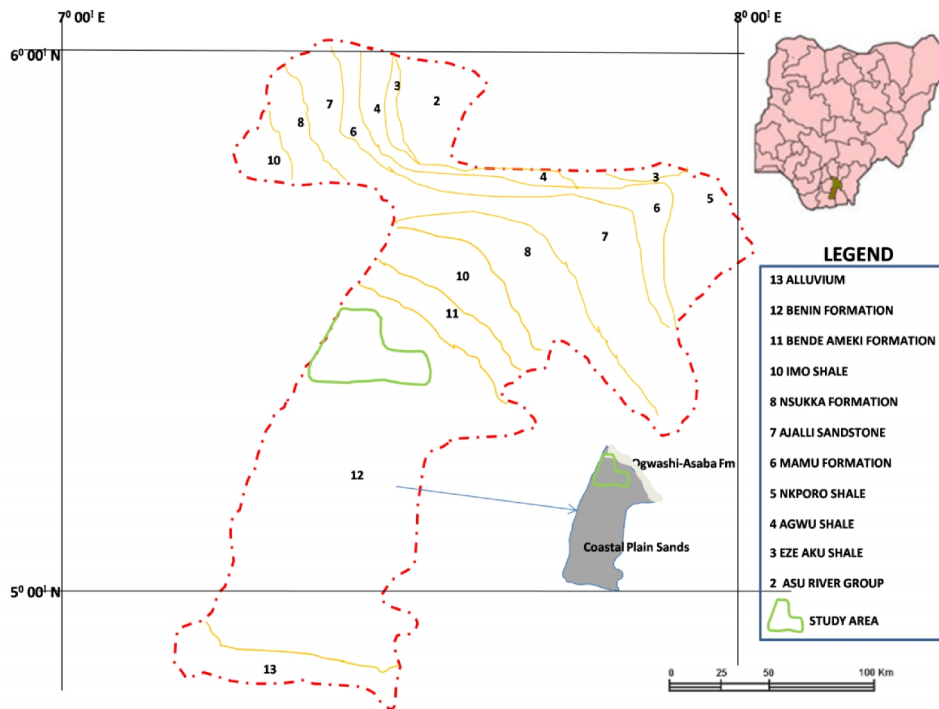 7⁰ 00ᴵ E
8⁰ 00ᴵ E
6⁰ 00ᴵ N
3
2
7
4
8
6
10
4
3
5
6
7
8
10
11
12
Ogwashi-Asaba Fm
Coastal Plain Sands
5⁰ 00ᴵ N
13
LEGEND
13 ALLUVIUM
12 BENIN FORMATION
11 BENDE AMEKI FORMATION
10 IMO SHALE
8 NSUKKA FORMATION
7 AJALLI SANDSTONE
6 MAMU FORMATION
5 NKPORO SHALE
4 AGWU SHALE
3 EZE AKU SHALE
2 ASU RIVER GROUP
STUDY AREA
0 25 50 100 Km